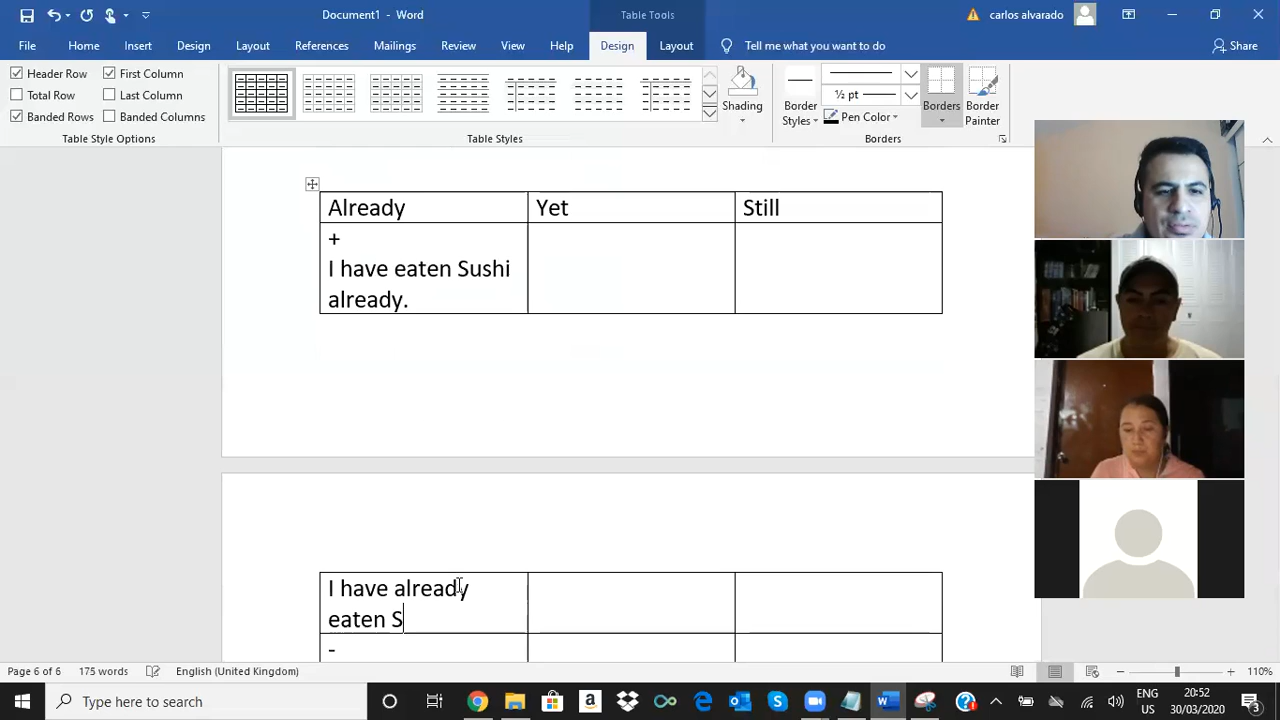 Document1 - Word
Table Tools
carlos alvarado
File Home Insert Design Layout References Mailings Review View Help Design Layout Tell me what you want to do Share
Header Row First Column
Total Row Last Column
Banded Rows Banded Columns
Table Style Options
Table Styles
Shading
Border Styles
½ pt
Pen Color
Borders
Border Painter
Borders
Already Yet Still
+
I have eaten Sushi
already.
I have already
eaten S
-
Page 6 of 6 175 words English (United Kingdom) 110%
Type here to search
ENG
US
20:52
30/03/2020
3